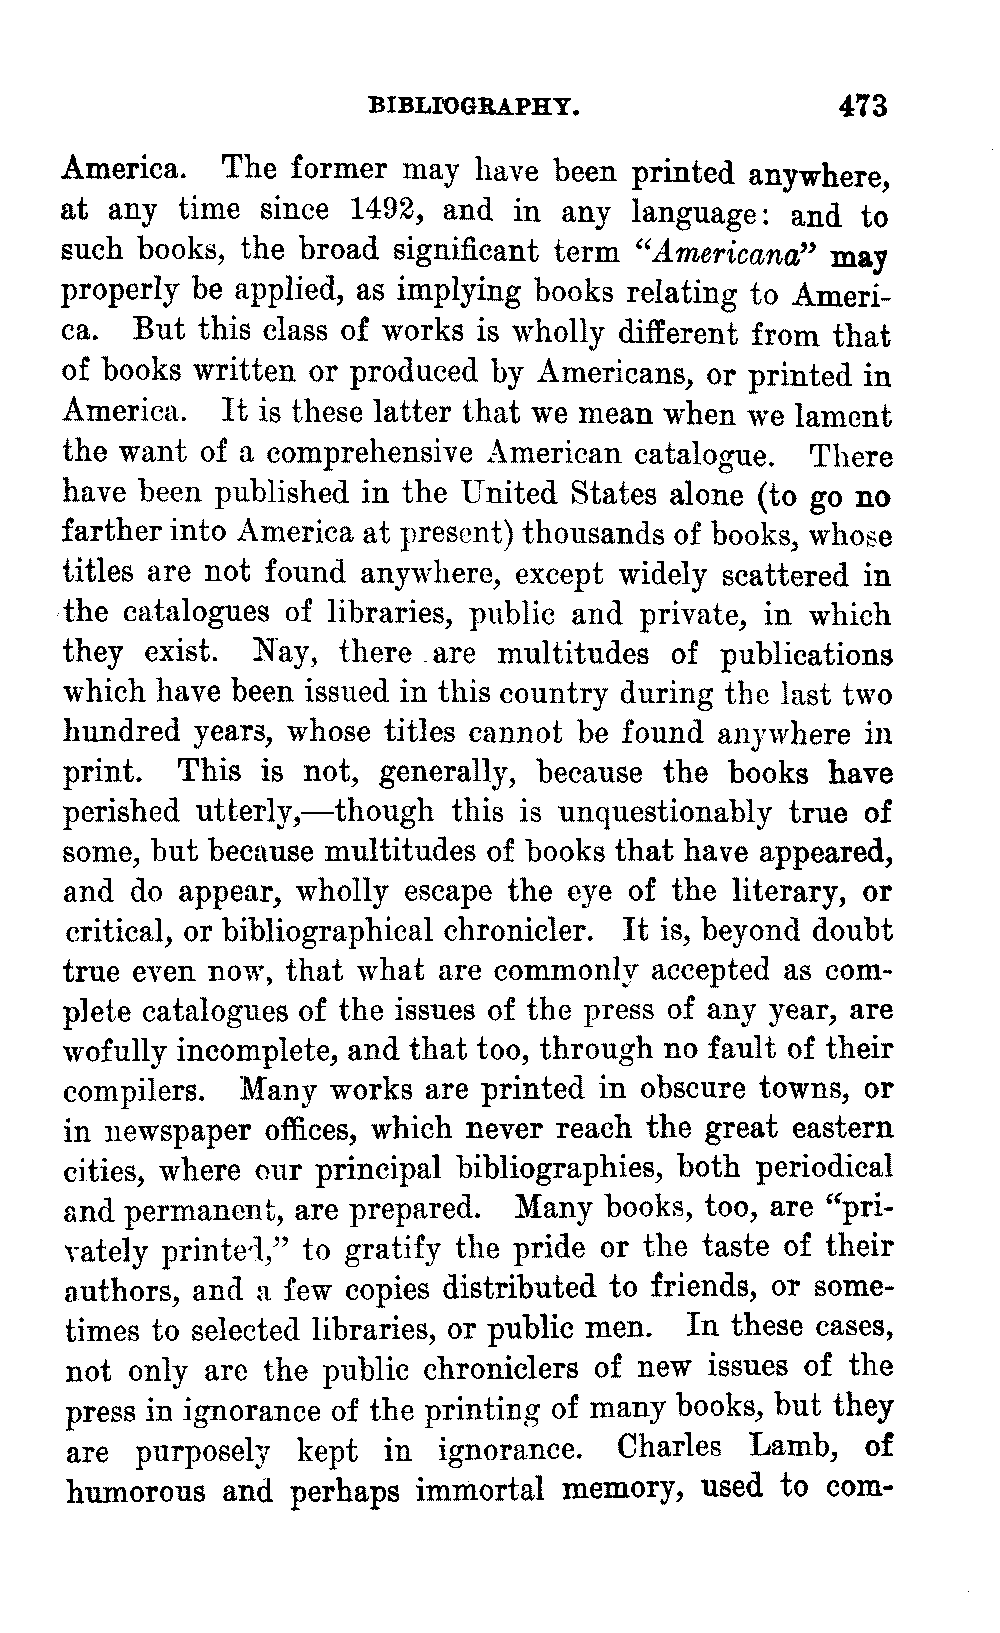 BIBLIOGRAPHY. 473
America. The former may have been printed anywhere,
at any time since 1492, and in any language: and to
such books, the broad significant term “Americana” may
properly be applied, as implying books relating to Ameri-
ca. But this class of works is wholly different from that
of books written or produced by Americans, or printed in
America. It is these latter that we mean when we lament
the want of a comprehensive American catalogue. There
have been published in the United States alone (to go no
farther into America at present) thousands of books, whose
titles are not found anywhere, except widely scattered in
the catalogues of libraries, public and private, in which
they exist. Nay, there are multitudes of publications
which have been issued in this country during the last two
hundred years, whose titles cannot be found anywhere in
print. This is not, generally, because the books have
perished utterly,—though this is unquestionably true of
some, but because multitudes of books that have appeared,
and do appear, wholly escape the eye of the literary, or
critical, or bibliographical chronicler. It is, beyond doubt
true even now, that what are commonly accepted as com-
plete catalogues of the issues of the press of any year, are
wofully incomplete, and that too, through no fault of their
compilers. Many works are printed in obscure towns, or
in newspaper offices, which never reach the great eastern
cities, where our principal bibliographies, both periodical
and permanent, are prepared. Many books, too, are “pri-
vately printed,” to gratify the pride or the taste of their
authors, and a few copies distributed to friends, or some-
times to selected libraries, or public men. In these cases,
not only are the public chroniclers of new issues of the
press in ignorance of the printing of many books, but they
are purposely kept in ignorance. Charles Lamb, of
humorous and perhaps immortal memory, used to com-